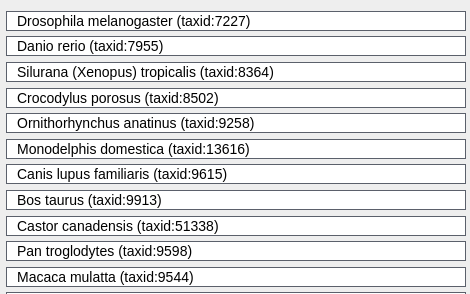 Drosophila melanogaster (taxid:7227)
Danio rerio (taxid:7955)
Silurana (Xenopus) tropicalis (taxid:8364)
Crocodylus porosus (taxid:8502)
Ornithorhynchus anatinus (taxid:9258)
Monodelphis domestica (taxid:13616)
Canis lupus familiaris (taxid:9615)
Bos taurus (taxid:9913)
Castor canadensis (taxid:51338)
Pan troglodytes (taxid:9598)
Macaca mulatta (taxid:9544)